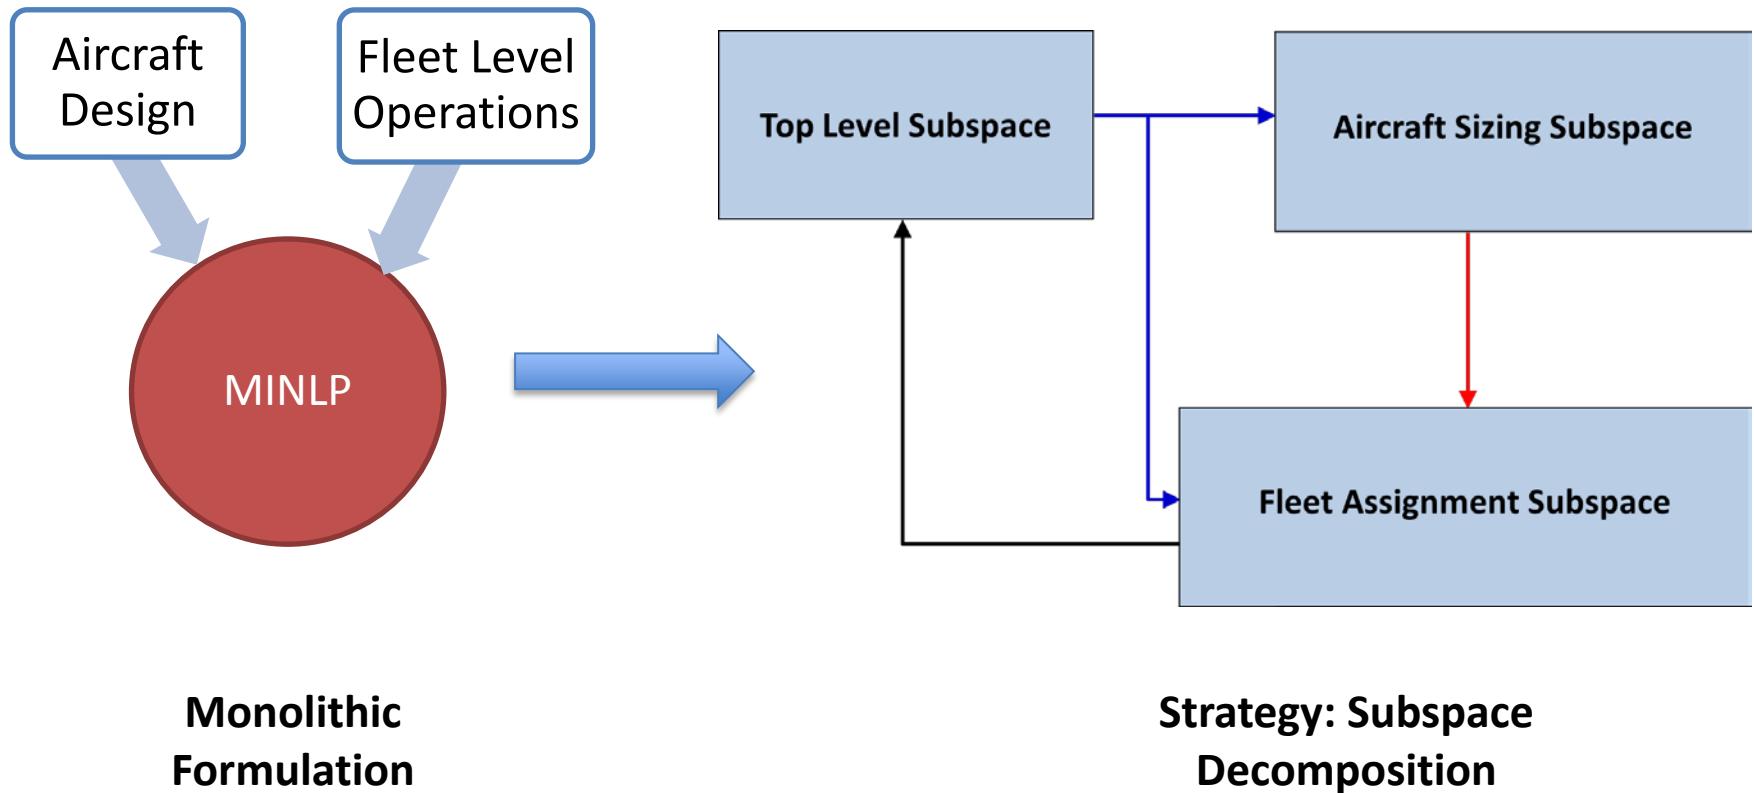 Aircraft
Design
Fleet Level
Operations
MINLP
Monolithic
Formulation
Top Level Subspace
Aircraft Sizing Subspace
Fleet Assignment Subspace
Strategy: Subspace
Decomposition